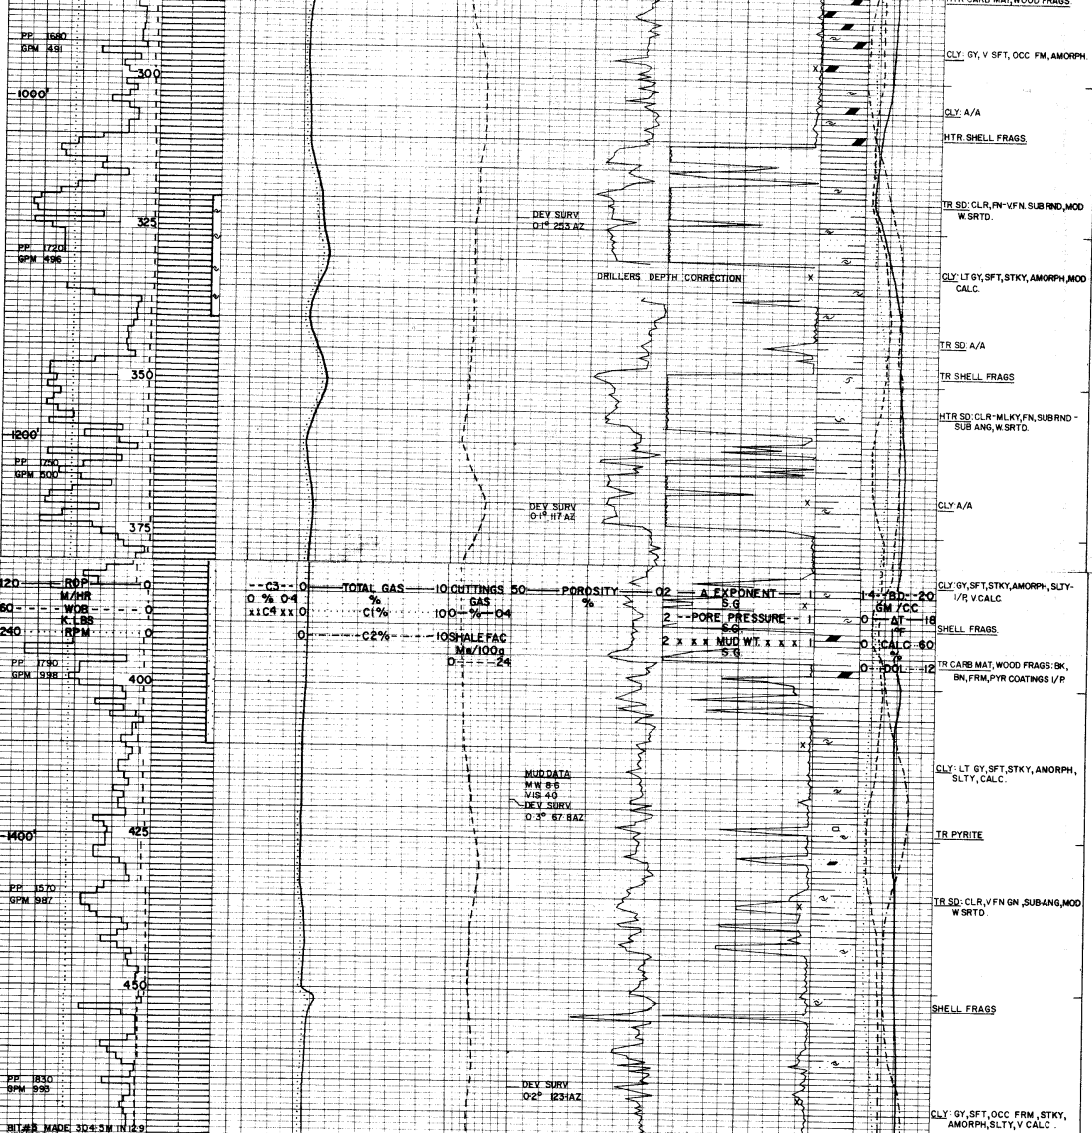 HTR CARB MAT, WOOD FRAGS.
PP 1680
GPM 491
CLY: GY, V SFT, OCC FM, AMORPH.
300
1000'
CLY: A/A
HTR. SHELL FRAGS.
TR SD: CLR, FN-V.FN. SUBRND, MOD
W.SRTD.
DEV SURV
0·1° 253 AZ
325
PP 1720
GPM 496
DRILLERS DEPTH CORRECTION
CLY: LT GY, SFT, STKY, AMORPH, MOD
CALC.
TR SD: A/A
350
TR SHELL FRAGS
HTR SD: CLR-MLKY, FN, SUBRND-
SUB ANG, W.SRTD.
1200'
PP 1750
GPM 500
DEV SURV
0·1° 117 AZ
CLY A/A
375
120 ROP 0
M/HR
60 WOB 0
K.LBS
240 RPM 0
--C3-- 0
0 % 0·4
xxC4xx 0
TOTAL GAS 10
%
C1%
0 C2% 10
CUTTINGS 50
GAS
100 % 0·4
SHALE FAC
Me/100g
0 24
POROSITY 0
%
·2 A EXPONENT 1
S.G
2 --PORE PRESSURE-- 1
S.G.
2 x x x MUD WT. x x x 1
S.G
1·4 BD 2·0
GM/CC
0 ΔT 18
°F
0 CALC 60
%
0 DOL 12
CLY: GY, SFT, STKY, AMORPH, SLTY-
I/P, V.CALC
SHELL FRAGS
PP 1790
GPM 998
TR CARB MAT, WOOD FRAGS: BK,
BN, FRM, PYR COATINGS I/P.
400
MUD DATA
MW 8·6
VIS 40
DEV SURV
0·3° 67·8AZ
CLY: LT GY, SFT, STKY, ANORPH,
SLTY, CALC.
425
1400'
TR PYRITE
PP 1570
GPM 987
TR SD: CLR, V FN GN, SUB ANG, MOD
W SRTD.
450
SHELL FRAGS
PP 1830
GPM 993
DEV SURV
0·2° 123·1AZ
CLY: GY, SFT, OCC FRM, STKY,
AMORPH, SLTY, V CALC.
BIT#3 MADE 304·5M IN 12·9